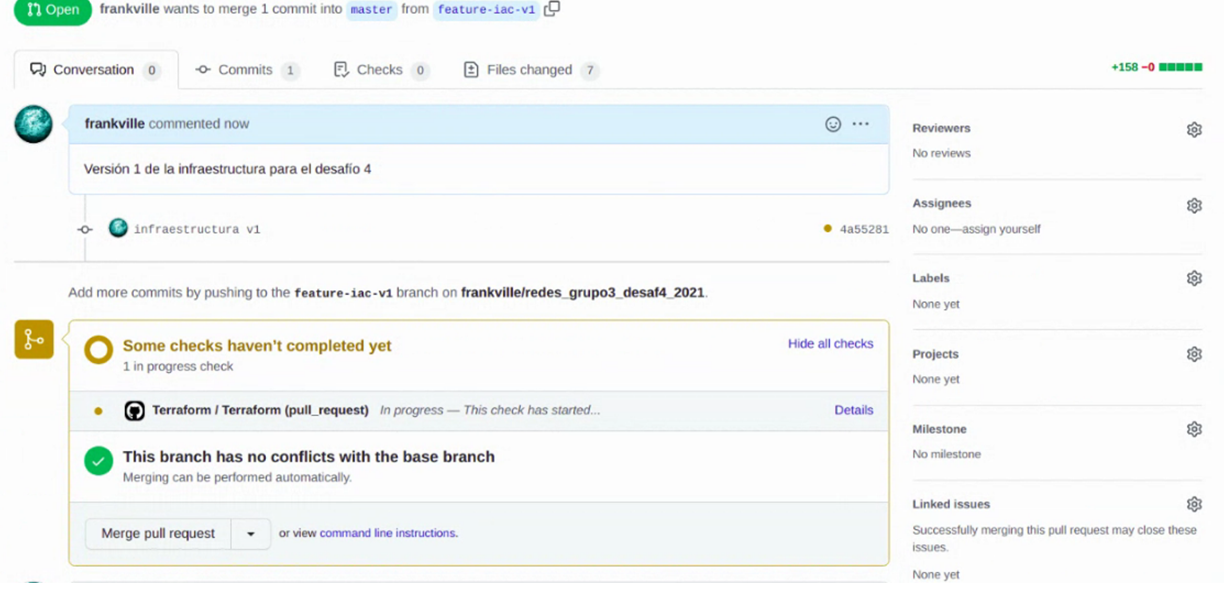 Open frankville wants to merge 1 commit into master from feature-iac-v1
Conversation 0 Commits 1 Checks 0 Files changed 7 +158 −0
frankville commented now
Versión 1 de la infraestructura para el desafío 4
infraestructura v1 4a55281
Add more commits by pushing to the feature-iac-v1 branch on frankville/redes_grupo3_desaf4_2021.
Some checks haven't completed yet Hide all checks
1 in progress check
Terraform / Terraform (pull_request) In progress — This check has started... Details
This branch has no conflicts with the base branch
Merging can be performed automatically.
Merge pull request or view command line instructions.
Reviewers
No reviews
Assignees
No one—assign yourself
Labels
None yet
Projects
None yet
Milestone
No milestone
Linked issues
Successfully merging this pull request may close these
issues.
None yet